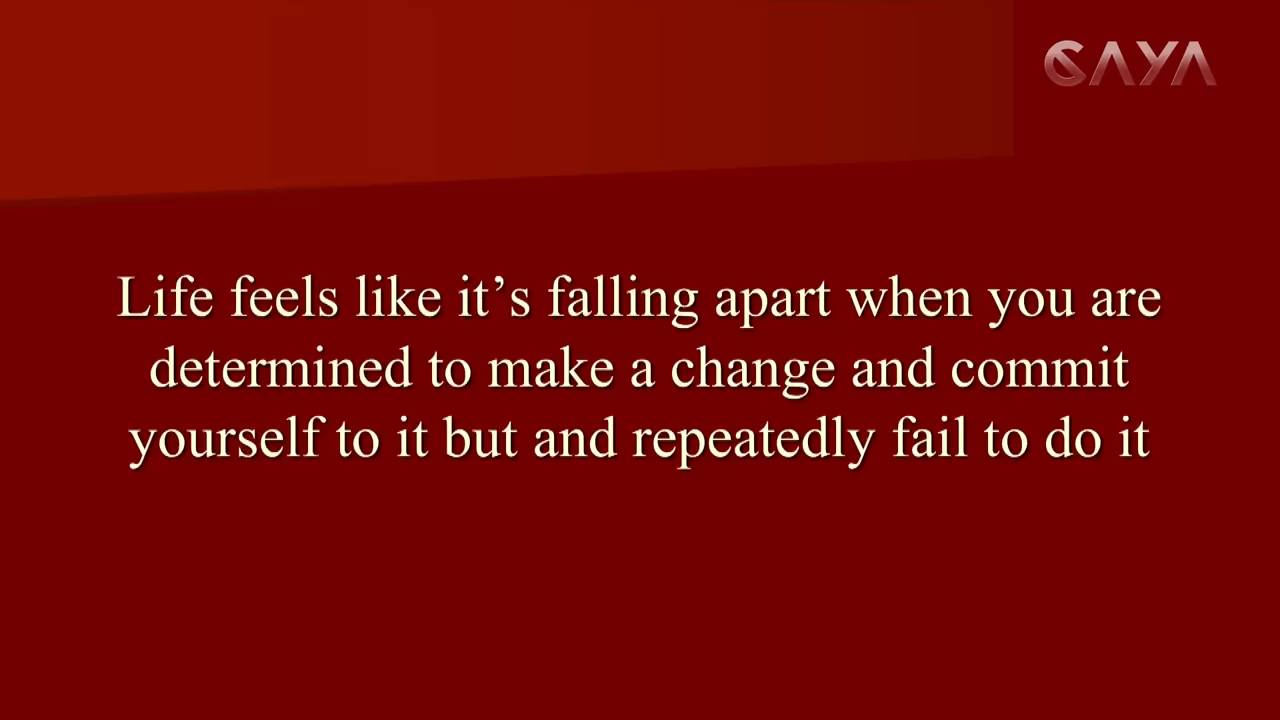 CAYA
Life feels like it’s falling apart when you are
determined to make a change and commit
yourself to it but and repeatedly fail to do it